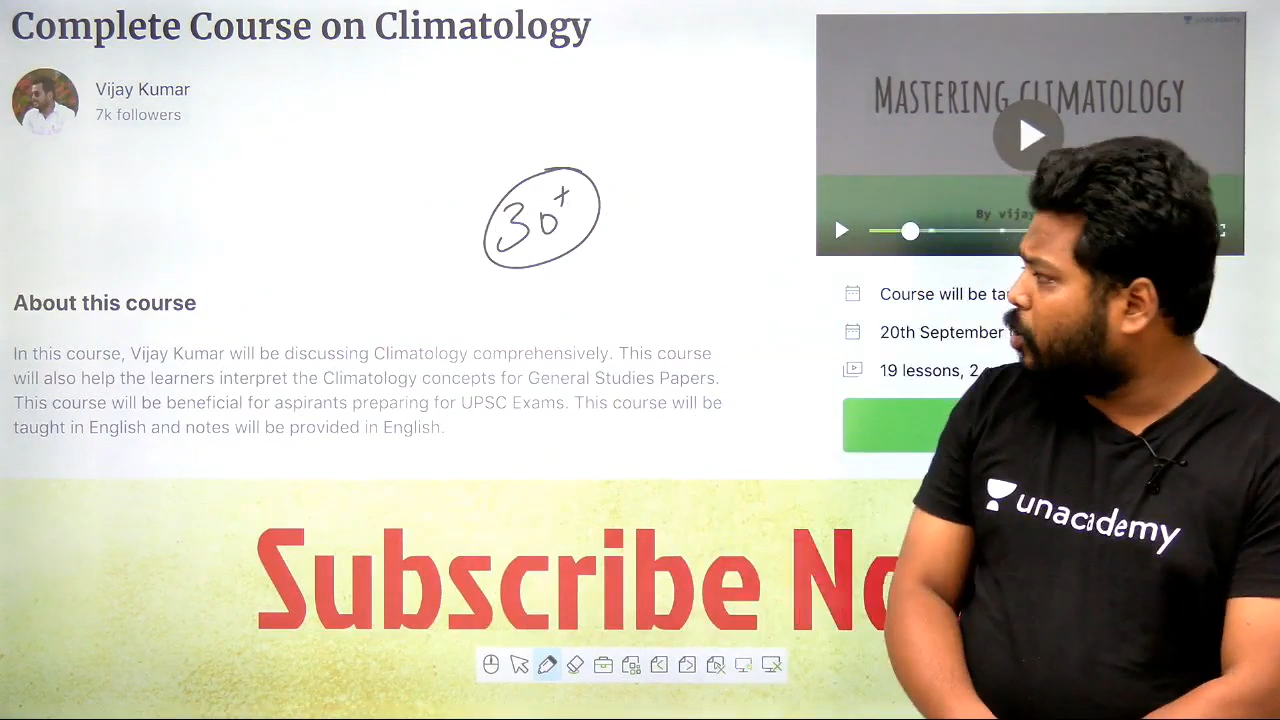 Complete Course on Climatology
Vijay Kumar
7k followers
30+
About this course
In this course, Vijay Kumar will be discussing Climatology comprehensively. This course
will also help the learners interpret the Climatology concepts for General Studies Papers.
This course will be beneficial for aspirants preparing for UPSC Exams. This course will be
taught in English and notes will be provided in English.
unacademy
MASTERING CLIMATOLOGY
By vijay
Course will be
20th September
19 lessons, 2
Subscribe
unacademy